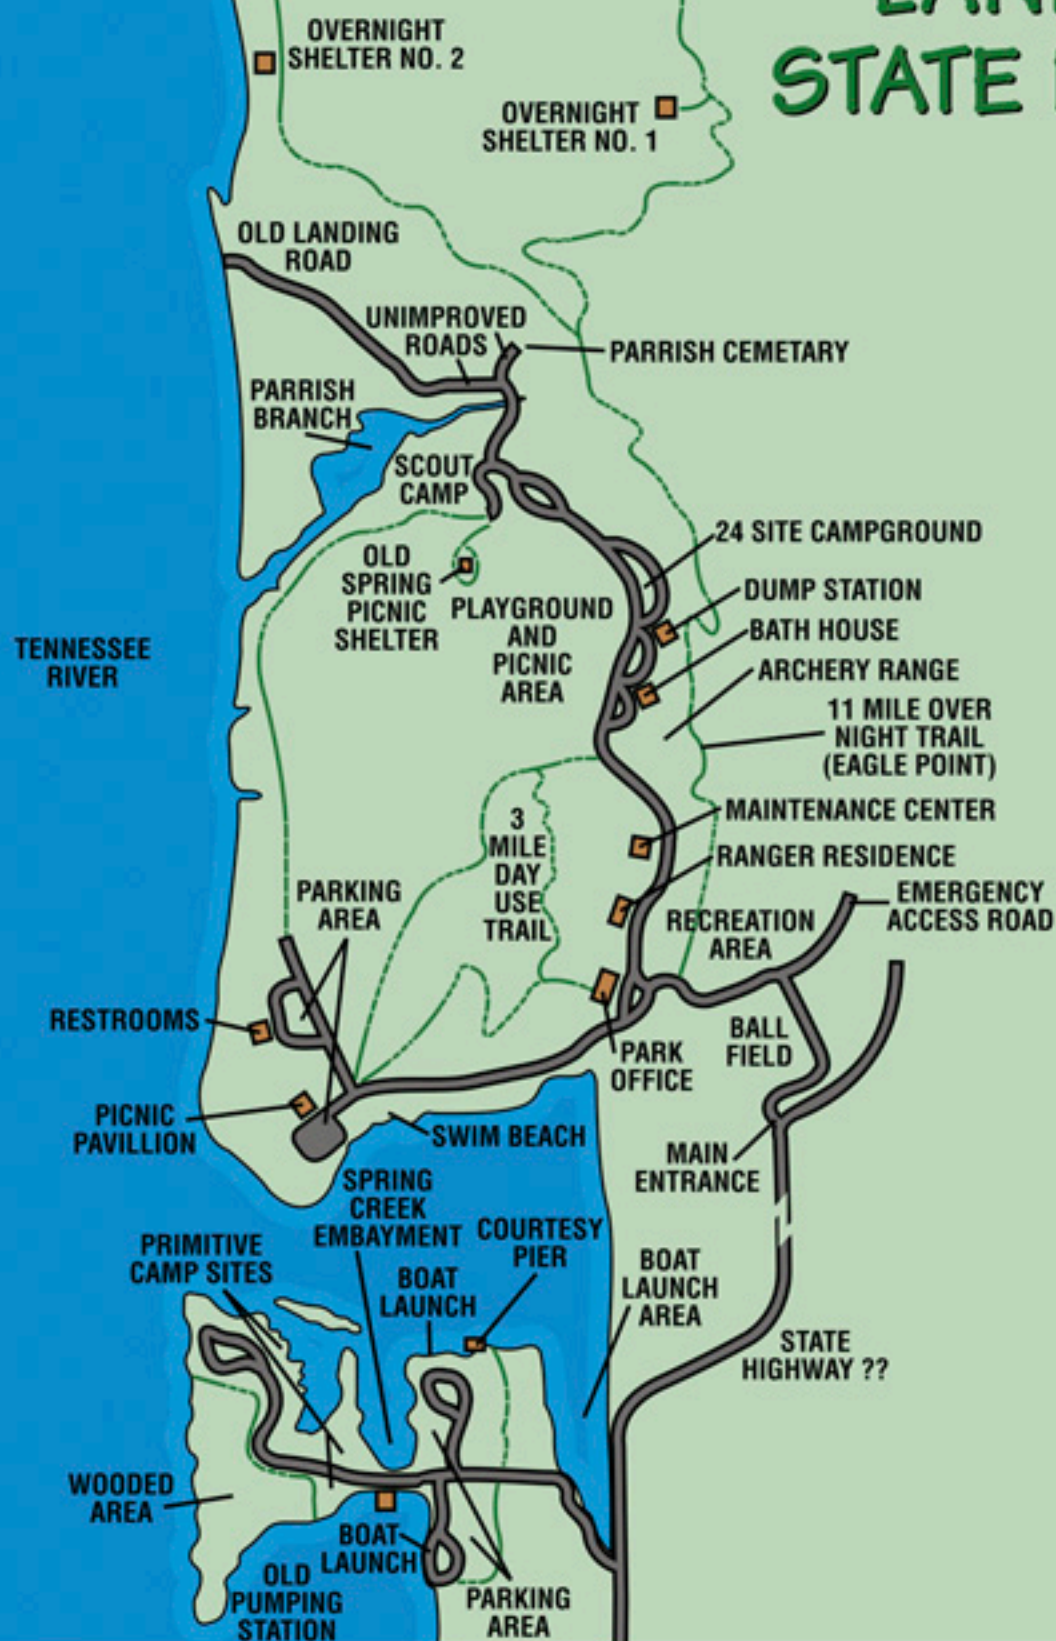 STATE
OVERNIGHT
SHELTER NO. 2
OVERNIGHT
SHELTER NO. 1
OLD LANDING
ROAD
UNIMPROVED
ROADS
PARRISH CEMETARY
PARRISH
BRANCH
SCOUT
CAMP
24 SITE CAMPGROUND
OLD
SPRING
PICNIC
SHELTER
PLAYGROUND
AND
PICNIC
AREA
DUMP STATION
BATH HOUSE
TENNESSEE
RIVER
ARCHERY RANGE
11 MILE OVER
NIGHT TRAIL
(EAGLE POINT)
3
MILE
DAY
USE
TRAIL
MAINTENANCE CENTER
RANGER RESIDENCE
PARKING
AREA
RECREATION
AREA
EMERGENCY
ACCESS ROAD
RESTROOMS
BALL
FIELD
PARK
OFFICE
PICNIC
PAVILLION
SWIM BEACH
MAIN
ENTRANCE
SPRING
CREEK
EMBAYMENT
COURTESY
PIER
PRIMITIVE
CAMP SITES
BOAT
LAUNCH
BOAT
LAUNCH
AREA
STATE
HIGHWAY ??
WOODED
AREA
BOAT
LAUNCH
OLD
PUMPING
STATION
PARKING
AREA